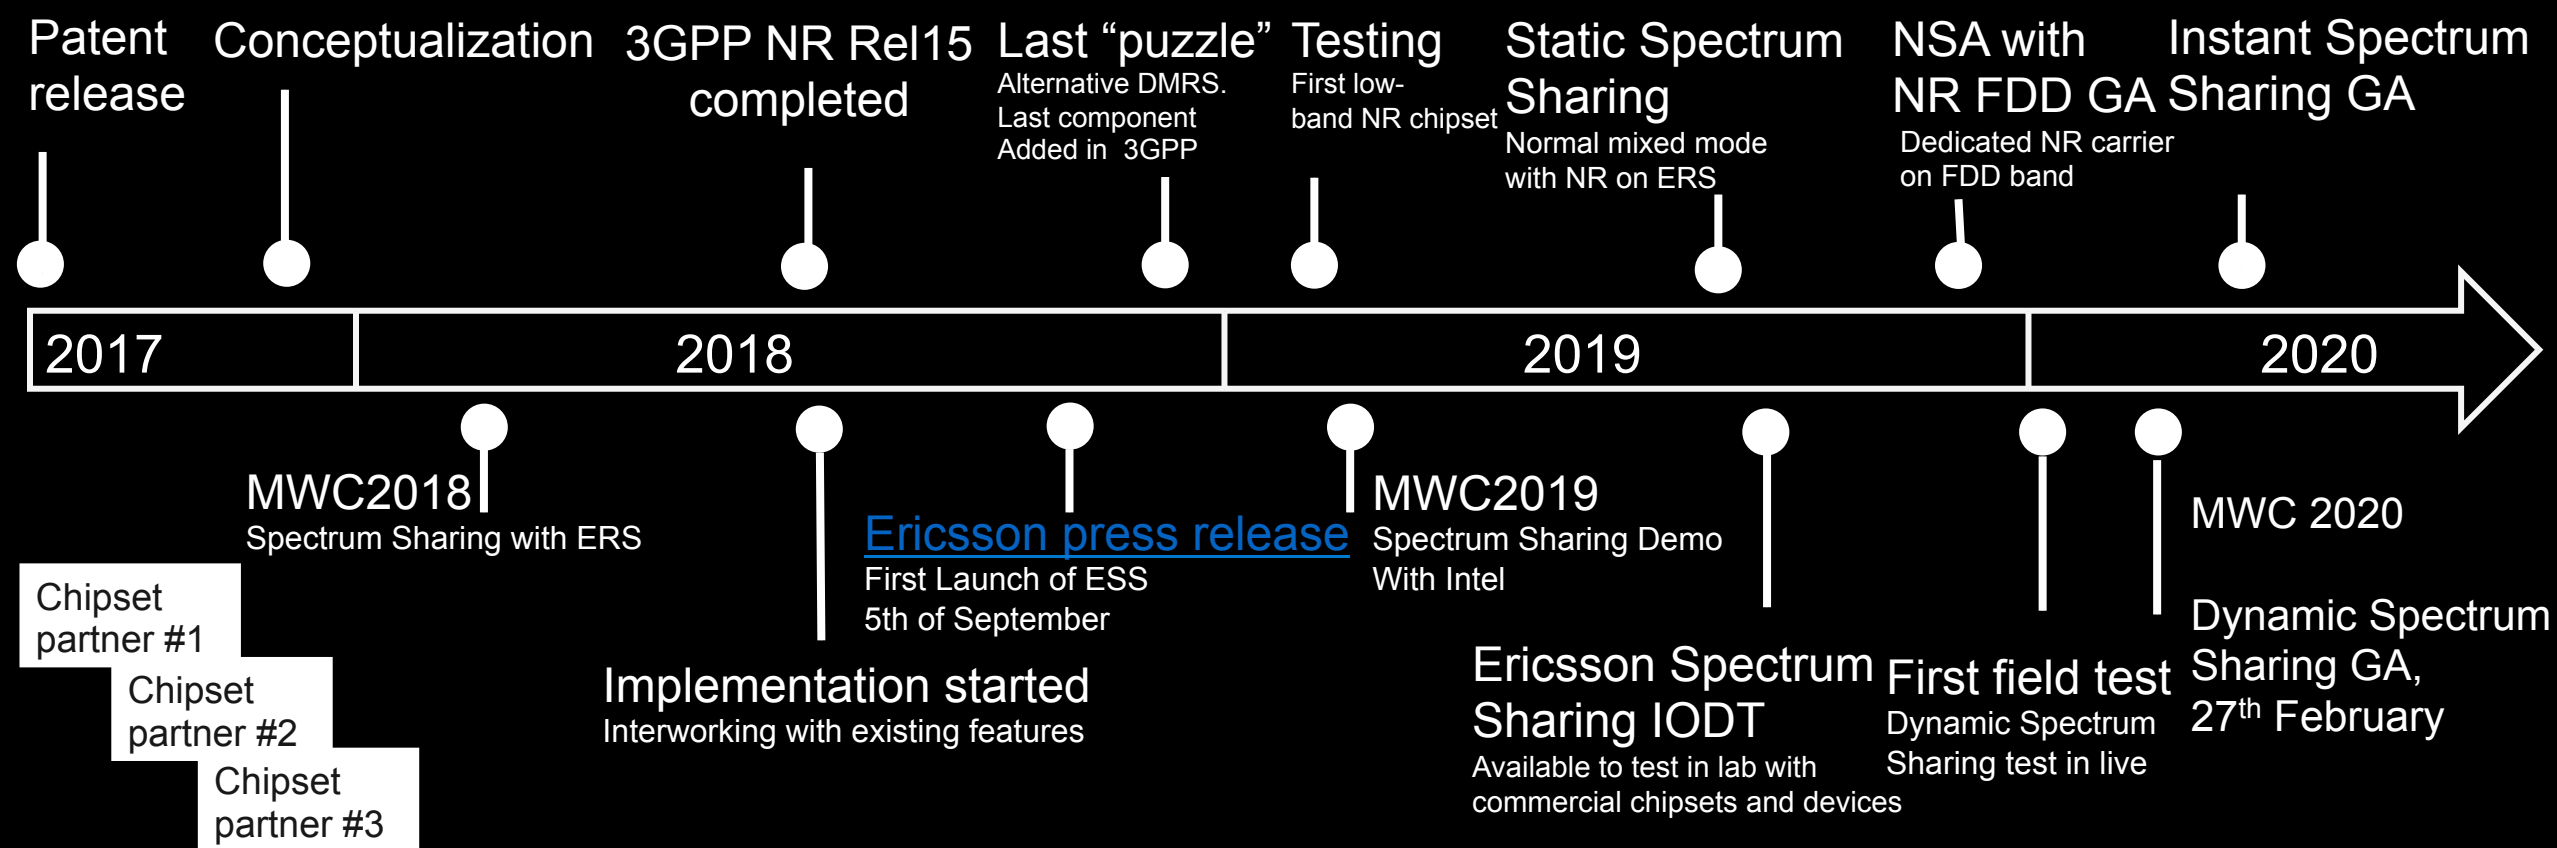 Patent
release
Conceptualization
3GPP NR Rel15
completed
Last “puzzle”
Alternative DMRS.
Last component
Added in 3GPP
Testing
First low-
band NR chipset
Static Spectrum
Sharing
Normal mixed mode
with NR on ERS
NSA with
NR FDD GA
Dedicated NR carrier
on FDD band
Instant Spectrum
Sharing GA
2017
2018
2019
2020
MWC2018
Spectrum Sharing with ERS
Implementation started
Interworking with existing features
Ericsson press release
First Launch of ESS
5th of September
MWC2019
Spectrum Sharing Demo
With Intel
Ericsson Spectrum
Sharing IODT
Available to test in lab with
commercial chipsets and devices
First field test
Dynamic Spectrum
Sharing test in live
MWC 2020
Dynamic Spectrum
Sharing GA,
27th February
Chipset
partner #1
Chipset
partner #2
Chipset
partner #3